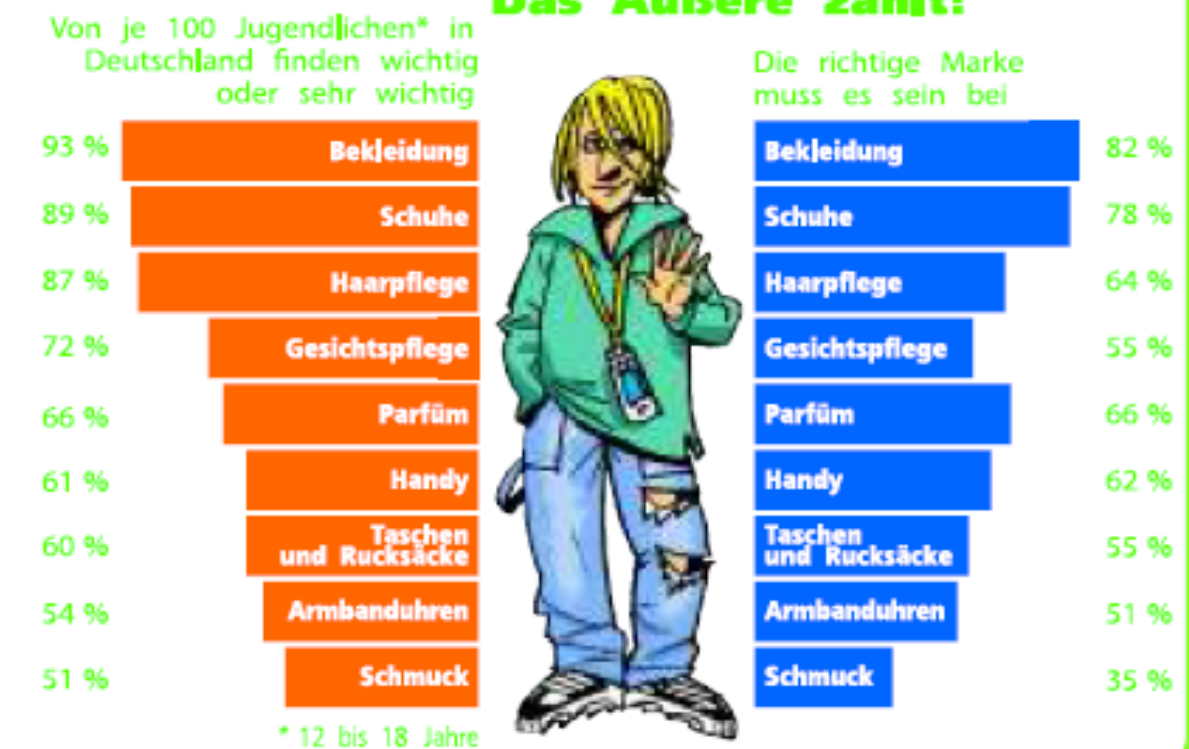 Das Äußere zählt!
Von je 100 Jugendlichen* in
Deutschland finden wichtig
oder sehr wichtig
93 % Bekleidung
89 % Schuhe
87 % Haarpflege
72 % Gesichtspflege
66 % Parfüm
61 % Handy
60 % Taschen
und Rucksäcke
54 % Armbanduhren
51 % Schmuck
* 12 bis 18 Jahre
Die richtige Marke
muss es sein bei
Bekleidung 82 %
Schuhe 78 %
Haarpflege 64 %
Gesichtspflege 55 %
Parfüm 66 %
Handy 62 %
Taschen
und Rucksäcke 55 %
Armbanduhren 51 %
Schmuck 35 %